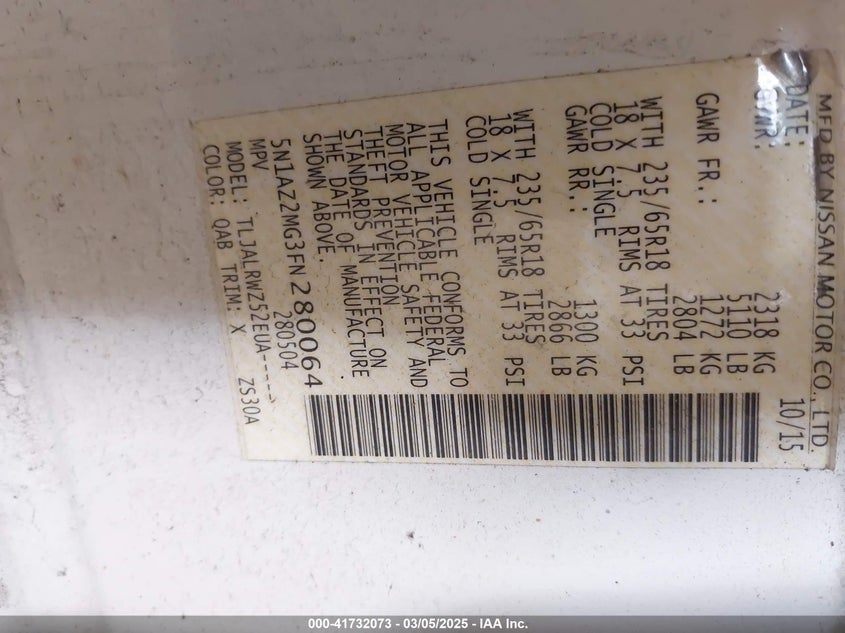 MFD BY NISSAN MOTOR CO., LTD
DATE: 10/15
GVWR: 2318 KG
5110 LB
GAWR FR.: 1272 KG
2804 LB
WITH 235/65R18 TIRES
18 X 7.5 RIMS AT 33 PSI
COLD SINGLE
GAWR RR.: 1300 KG
2866 LB
WITH 235/65R18 TIRES
18 X 7.5 RIMS AT 33 PSI
COLD SINGLE
THIS VEHICLE CONFORMS TO
ALL APPLICABLE FEDERAL
MOTOR VEHICLE SAFETY AND
THEFT PREVENTION
STANDARDS IN EFFECT ON
THE DATE OF MANUFACTURE
SHOWN ABOVE.
5N1AZ2MG3FN280064
MPV 280504
MODEL: TLJALRWZ52EUA----
COLOR: QAB TRIM: X ZS30A
000-41732073 - 03/05/2025 - IAA Inc.